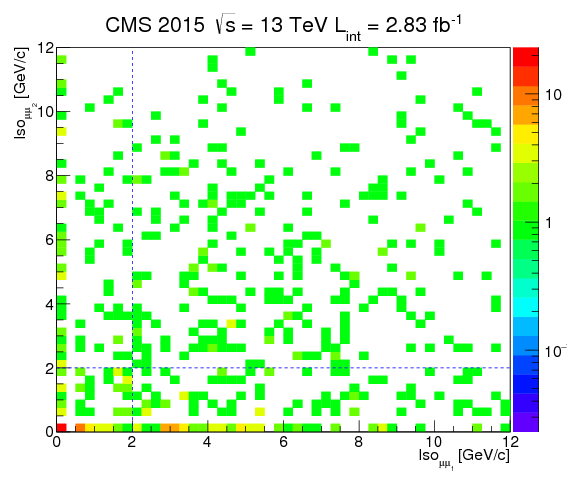 CMS 2015 √s = 13 TeV L_int = 2.83 fb⁻¹
Iso_μμ₂ [GeV/c]
12
10
8
6
4
2
0
0 2 4 6 8 10 12
Iso_μμ₁ [GeV/c]
10
1
10⁻